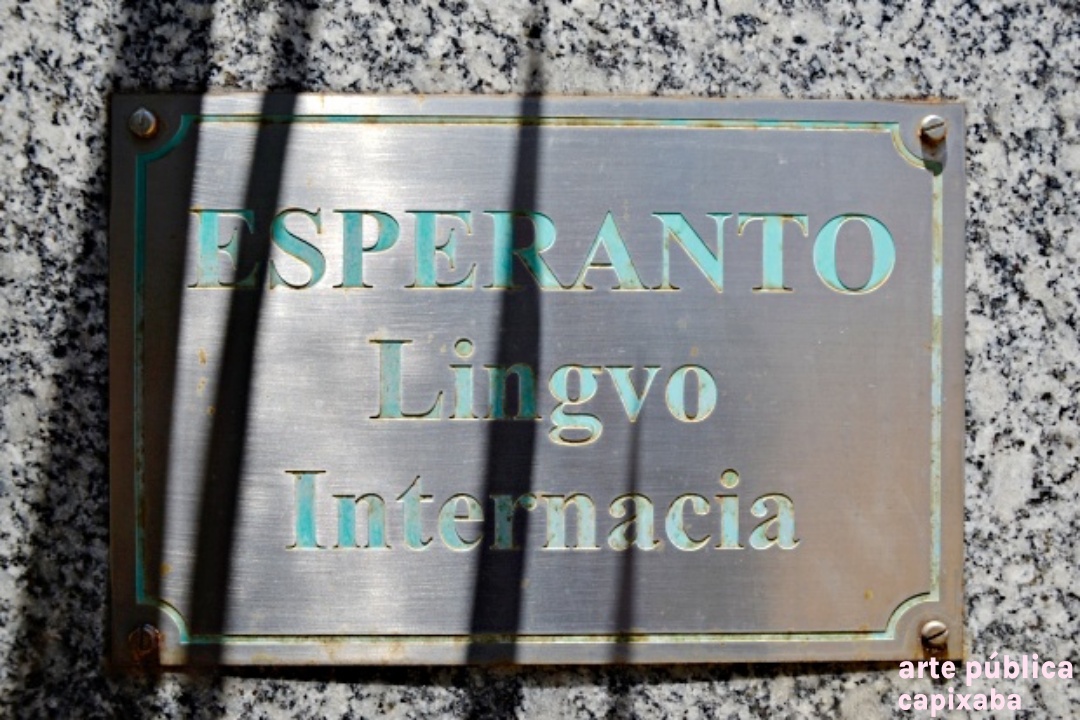 ESPERANTO
Lingvo
Internacia
arte pública
capixaba